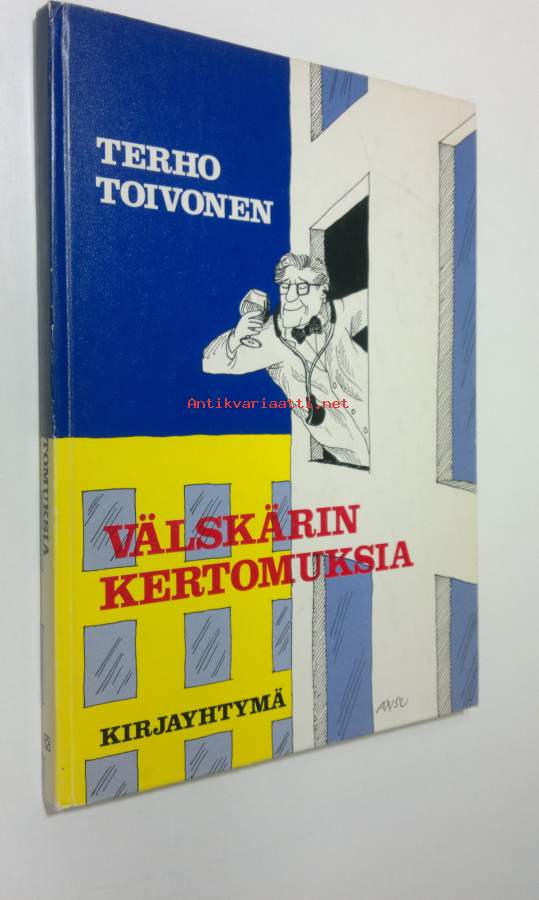 TERHO
TOIVONEN
Antikvariaatti.net
VÄLSKÄRIN
KERTOMUKSIA
KIRJAYHTYMÄ
ANSU
TOMUKSIA